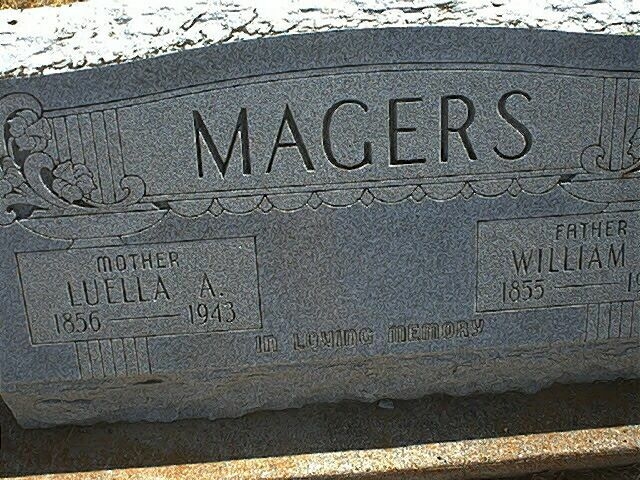 MAGERS
MOTHER
LUELLA A.
1856 — 1943
FATHER
WILLIAM
1855 —
IN LOVING MEMORY